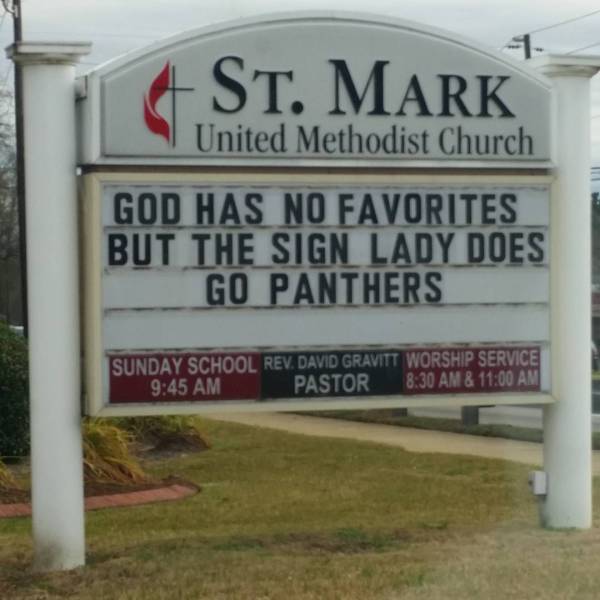 ST. MARK
United Methodist Church
GOD HAS NO FAVORITES
BUT THE SIGN LADY DOES
GO PANTHERS
SUNDAY SCHOOL
9:45 AM
REV. DAVID GRAVITT
PASTOR
WORSHIP SERVICE
8:30 AM & 11:00 AM